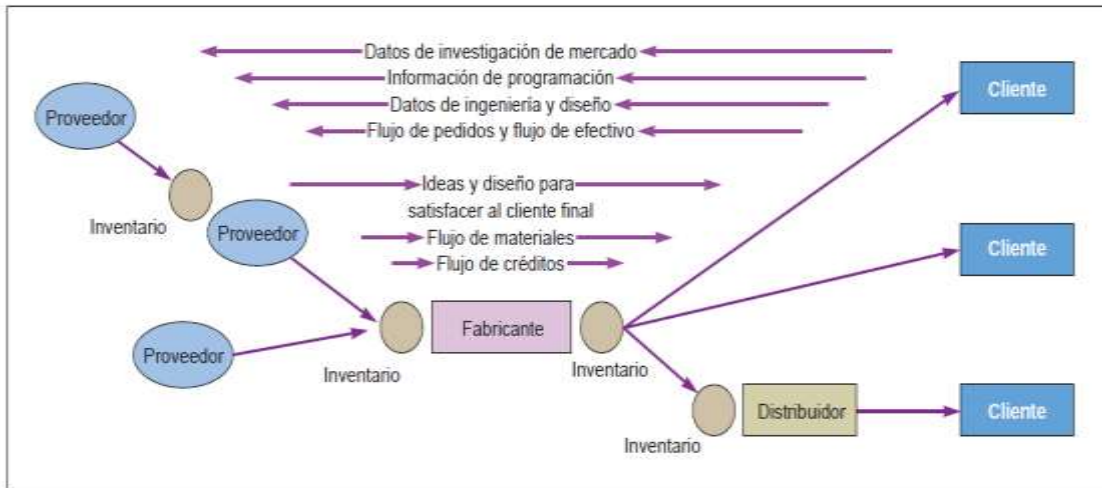 Datos de investigación de mercado
Información de programación
Datos de ingeniería y diseño
Flujo de pedidos y flujo de efectivo
Cliente
Proveedor
Inventario
Proveedor
Ideas y diseño para
satisfacer al cliente final
Flujo de materiales
Flujo de créditos
Cliente
Proveedor
Inventario
Fabricante
Inventario
Inventario
Distribuidor
Cliente